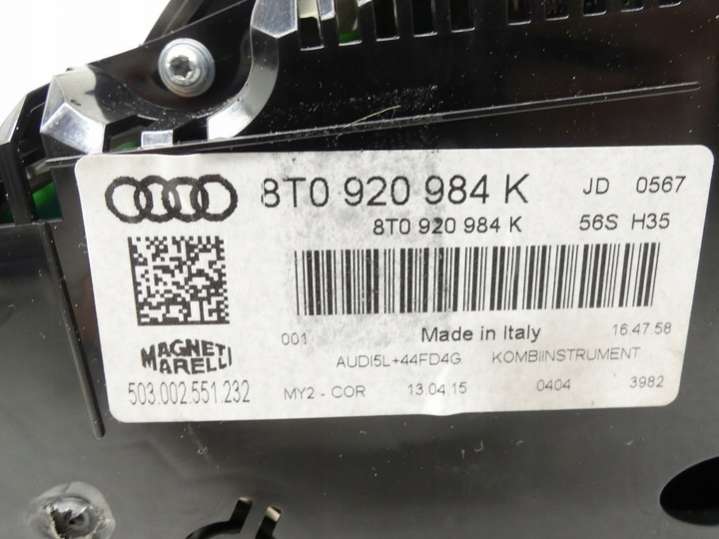 8T0 920 984 K JD 0567
8T0 920 984 K 56S H35
001 Made in Italy 16.47.58
MAGNETI MARELLI AUDI5L+44FD4G KOMBIINSTRUMENT
503.002.551.232 MY2 - COR 13.04.15 0404 3982